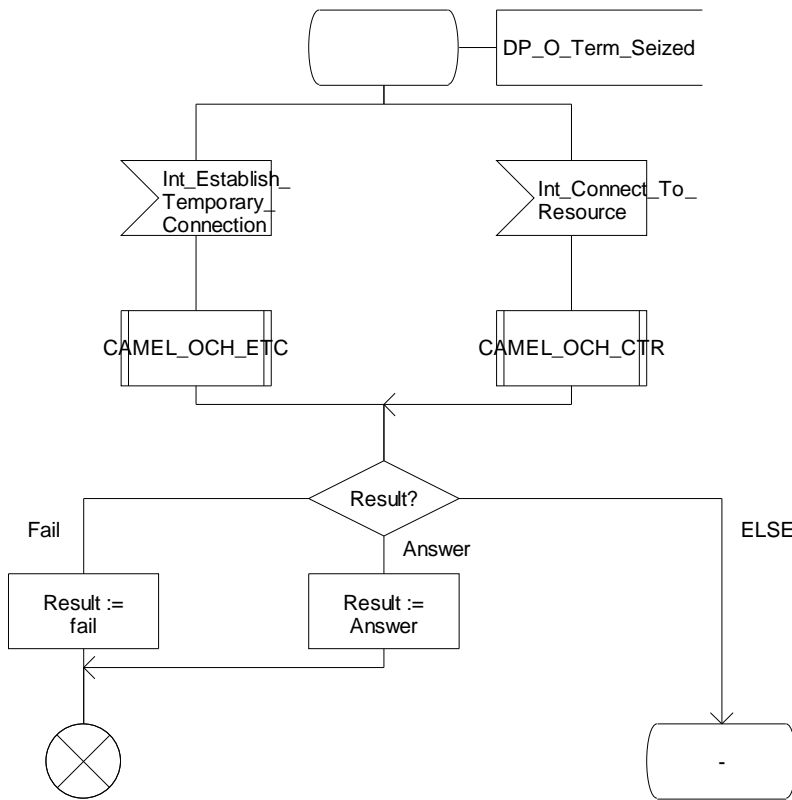 DP_O_Term_Seized
Int_Establish_
Temporary_
Connection
Int_Connect_To_
Resource
CAMEL_OCH_ETC
CAMEL_OCH_CTR
Result?
Fail
Answer
ELSE
Result :=
fail
Result :=
Answer
-